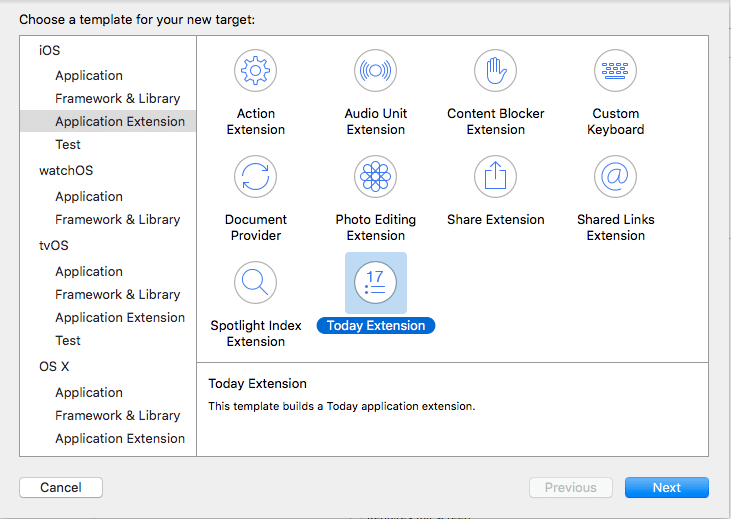 Choose a template for your new target:
iOS
Application
Framework & Library
Application Extension
Test
watchOS
Application
Framework & Library
tvOS
Application
Framework & Library
Application Extension
Test
OS X
Application
Framework & Library
Application Extension
Action
Extension
Audio Unit
Extension
Content Blocker
Extension
Custom
Keyboard
Document
Provider
Photo Editing
Extension
Share Extension
@
Shared Links
Extension
Spotlight Index
Extension
17
Today Extension
Today Extension
This template builds a Today application extension.
Cancel
Previous
Next